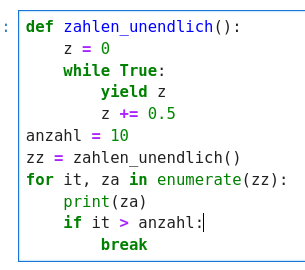 def zahlen_unendlich():
    z = 0
    while True:
        yield z
        z += 0.5
anzahl = 10
zz = zahlen_unendlich()
for it, za in enumerate(zz):
    print(za)
    if it > anzahl:
        break